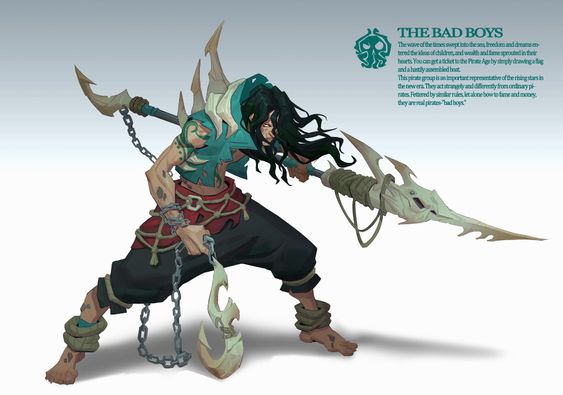 THE BAD BOYS
The wave of the times swept into the sea, freedom and dreams en-
tered the ideas of children, and wealth and fame sprouted in their
hearts. You can get a ticket to the Pirate Age by simply drawing a flag
and a hastily assembled boat.
This pirate group is an important representative of the rising stars in
the new era. They act strangely and differently from ordinary pi-
rates. Fettered by similar rules, let alone bow to fame and money,
they are real pirates-"bad boys."